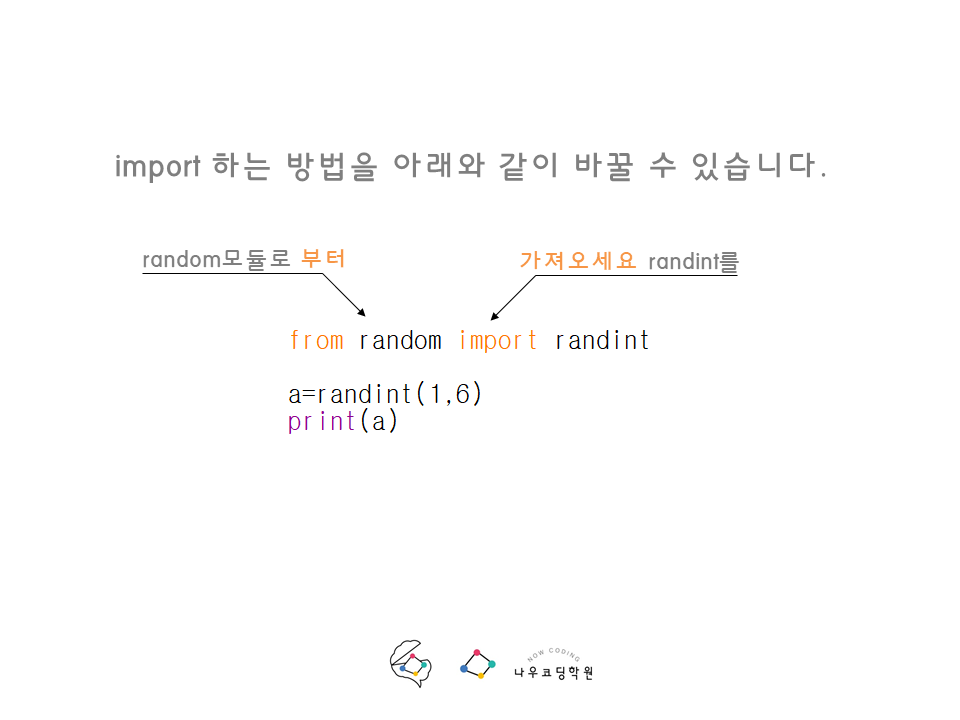 import 하는 방법을 아래와 같이 바꿀 수 있습니다.
random모듈로 부터
가져오세요 randint를
from random import randint
a=randint(1,6)
print(a)
NOW CODING
나우코딩학원